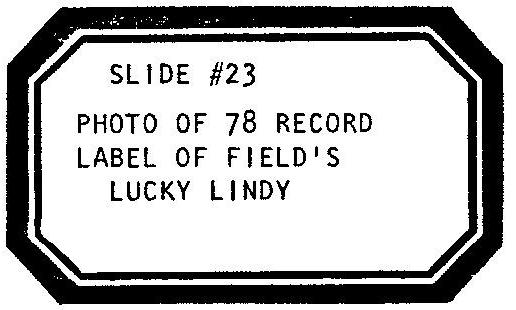 SLIDE #23
PHOTO OF 78 RECORD
LABEL OF FIELD'S
LUCKY LINDY